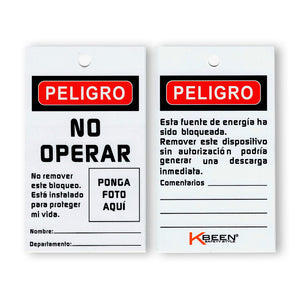 PELIGRO
NO
OPERAR
No remover
este bloqueo.
Está instalado
para proteger
mi vida.
PONGA
FOTO
AQUÍ
Nombre:
Departamento:
PELIGRO
Esta fuente de energía ha
sido bloqueada.
Remover este dispositivo
sin autorización podría
generar una descarga
inmediata.
Comentarios
KBEEN
SAFETY STYLE